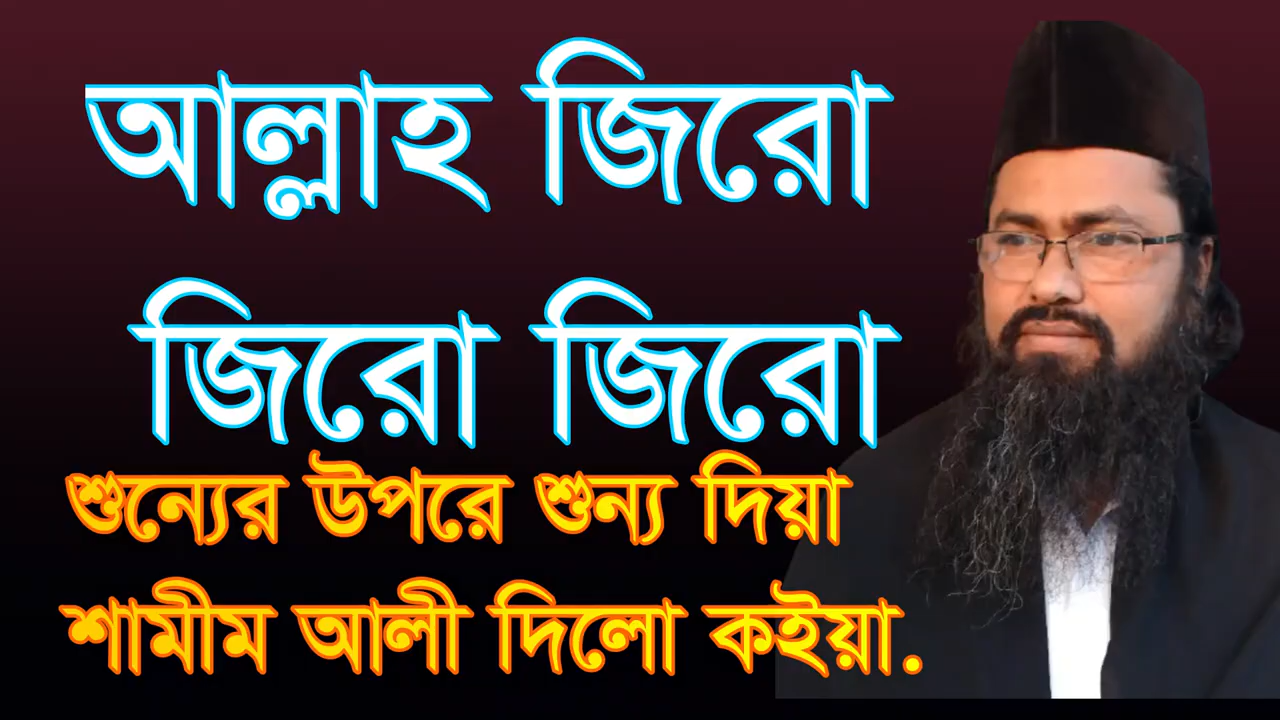 আল্লাহ জিরো
জিরো জিরো
শুন্যের উপরে শুন্য দিয়া
শামীম আলী দিলো কইয়া.